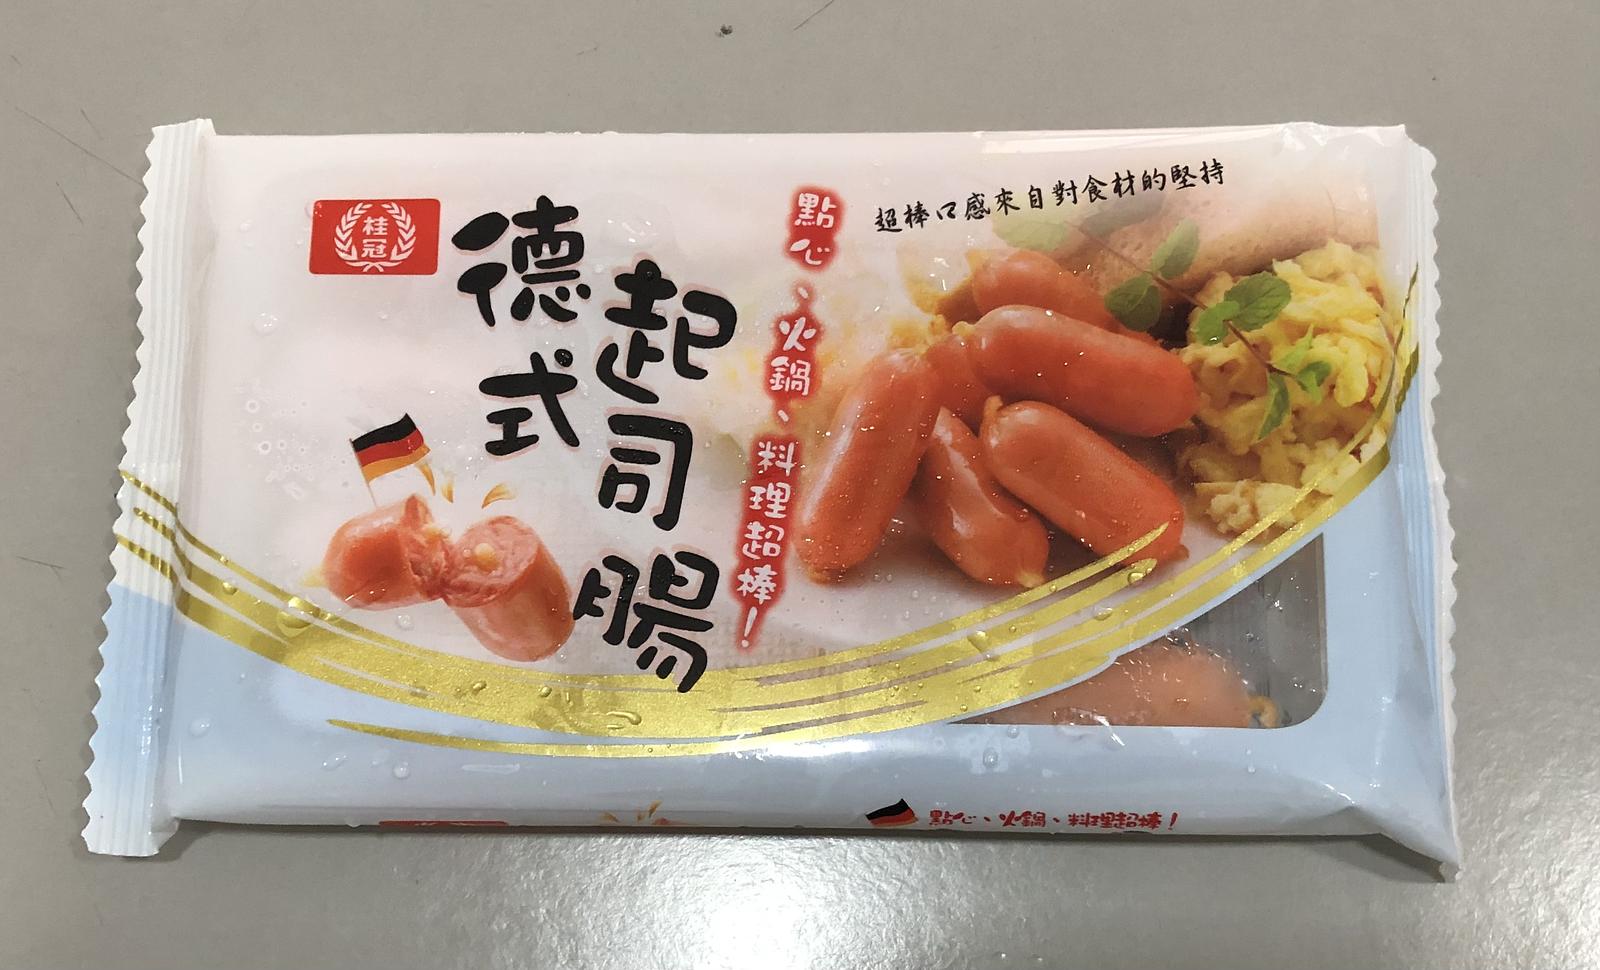 桂冠
德式
起司腸
點心、火鍋、料理超棒！
超棒口感來自對食材的堅持
點心、火鍋、料理超棒！